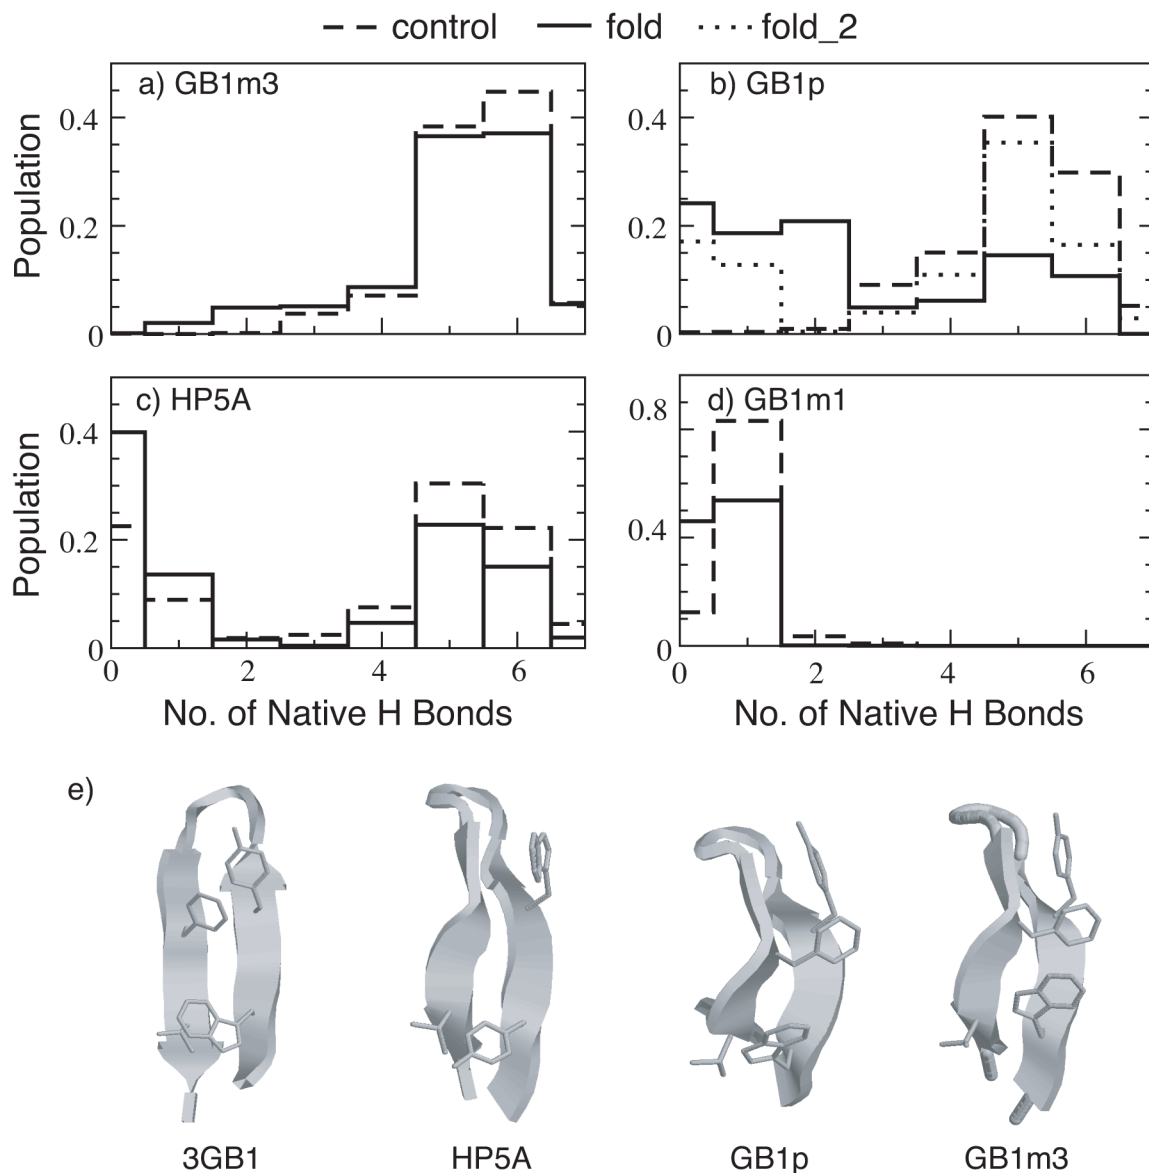 control fold fold_2
a) GB1m3 b) GB1p
Population
0.4 0.4
0.2 0.2
0 0
c) HP5A d) GB1m1
Population
0.4 0.8
0.2 0.4
0 0
0 2 4 6 0 2 4 6
No. of Native H Bonds No. of Native H Bonds
e)
3GB1 HP5A GB1p GB1m3